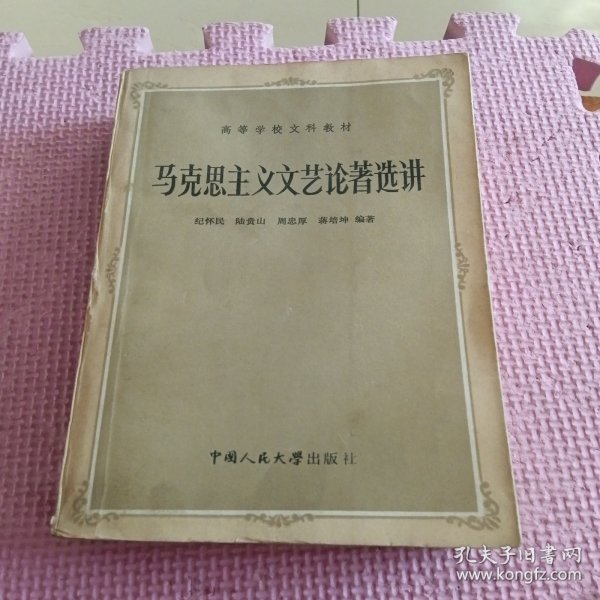 高等学校文科教材
马克思主义文艺论著选讲
纪怀民 陆贵山 周忠厚 蒋培坤 编著
中国人民大学出版社
孔夫子旧书网
www.kongfz.com